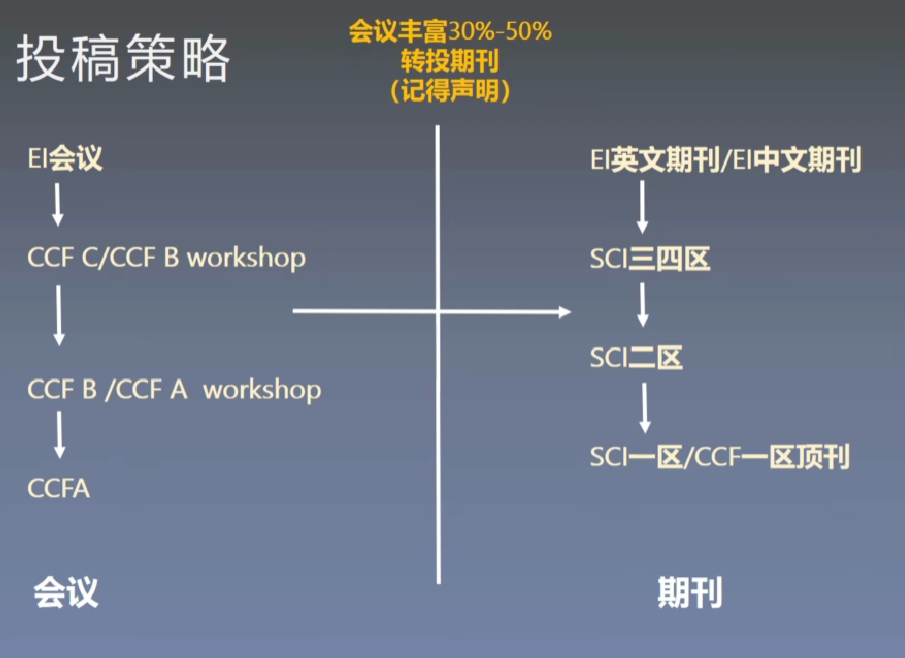 投稿策略
会议丰富30%-50%
转投期刊
（记得声明）
EI会议
CCF C/CCF B workshop
CCF B /CCF A  workshop
CCFA
会议
EI英文期刊/EI中文期刊
SCI三四区
SCI二区
SCI一区/CCF一区顶刊
期刊